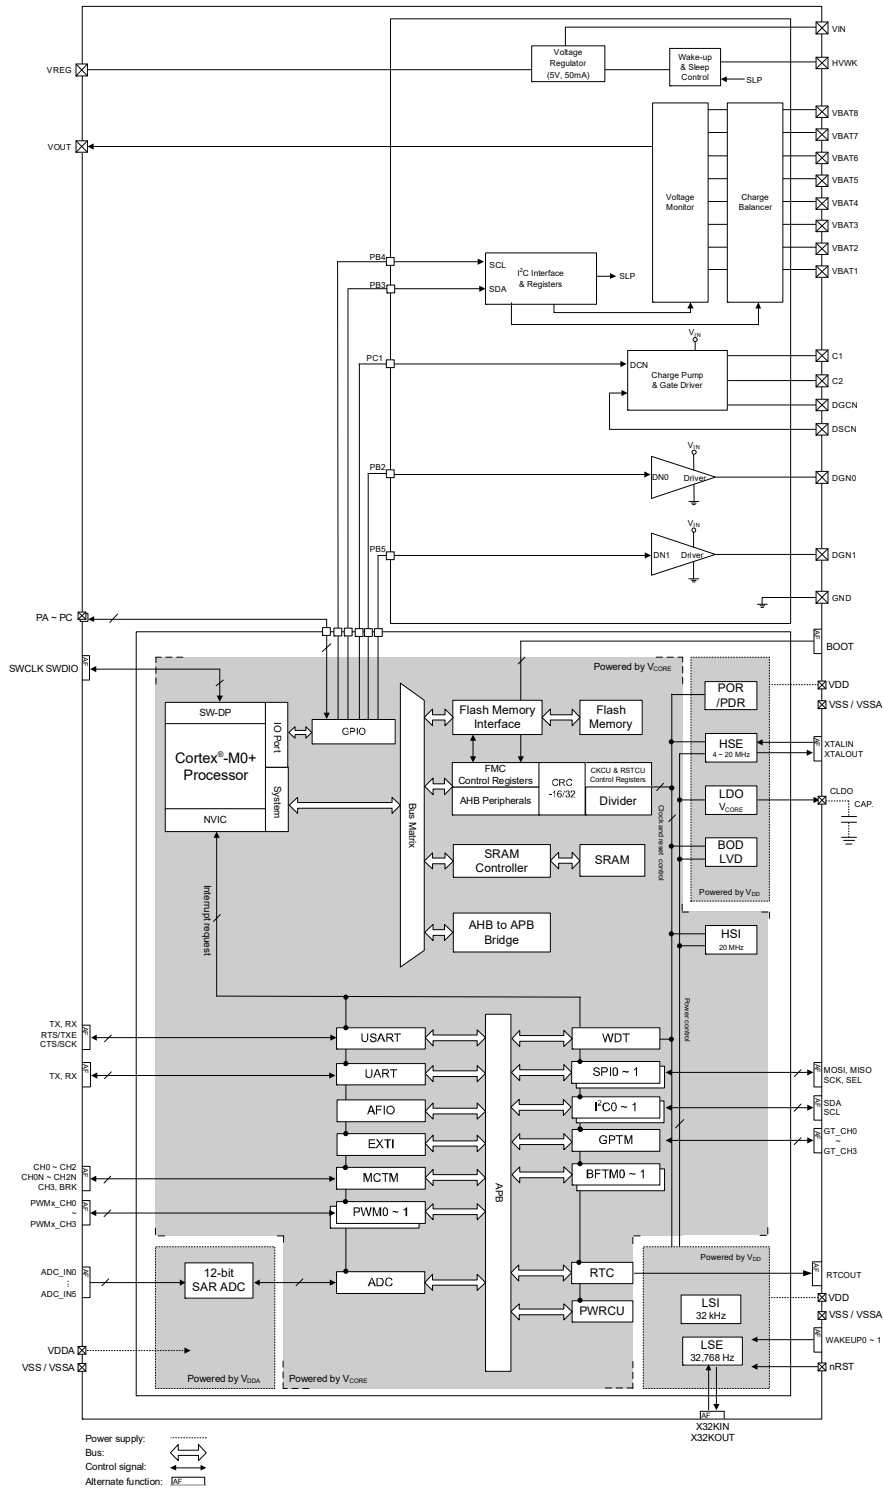 VIN
Voltage
Regulator
(5V, 50mA)
Wake-up
& Sleep
Control
HVWK
VREG
SLP
VBAT8
VOUT
VBAT7
VBAT6
VBAT5
VBAT4
VBAT3
VBAT2
VBAT1
Voltage
Monitor
Charge
Balancer
PB4
SCL
I²C Interface
& Registers
SLP
PB3
SDA
VIN
C1
PC1
DCN
Charge Pump
& Gate Driver
C2
DGCN
DSCN
VIN
PB2
DN0
Driver
DGN0
VIN
PB5
DN1
Driver
DGN1
GND
PA ~ PC
AF
BOOT
SWCLK SWDIO
AF
Powered by VCORE
VDD
VSS / VSSA
POR
/PDR
SW-DP
IO Port
GPIO
Flash Memory
Interface
Flash
Memory
Cortex®-M0+
Processor
System
NVIC
HSE
4 ~ 20 MHz
AF
XTALIN
XTALOUT
FMC
Control Registers
AHB Peripherals
CRC
-16/32
CKCU & RSTCU
Control Registers
Divider
LDO
VCORE
CLDO
CAP.
Bus Matrix
Clock and reset control
BOD
LVD
SRAM
Controller
SRAM
Powered by VDD
Interrupt request
AHB to APB
Bridge
HSI
20 MHz
Power control
TX, RX
RTS/TXE
CTS/SCK
AF
USART
WDT
TX, RX
AF
UART
SPI0 ~ 1
AF
MOSI, MISO
SCK, SEL
AFIO
I²C0 ~ 1
AF
SDA
SCL
EXTI
GPTM
AF
GT_CH0
~
GT_CH3
CH0 ~ CH2
CH0N ~ CH2N
CH3, BRK
AF
MCTM
BFTM0 ~ 1
APB
PWMx_CH0
~
PWMx_CH3
AF
PWM0 ~ 1
Powered by VDD
ADC_IN0
⋮
ADC_IN5
AF
12-bit
SAR ADC
ADC
RTC
AF
RTCOUT
PWRCU
LSI
32 kHz
VDD
VSS / VSSA
VDDA
VSS / VSSA
LSE
32,768 Hz
AF
WAKEUP0 ~ 1
nRST
Powered by VDDA
Powered by VCORE
AF
X32KIN
X32KOUT
Power supply:
Bus:
Control signal:
Alternate function:
AF